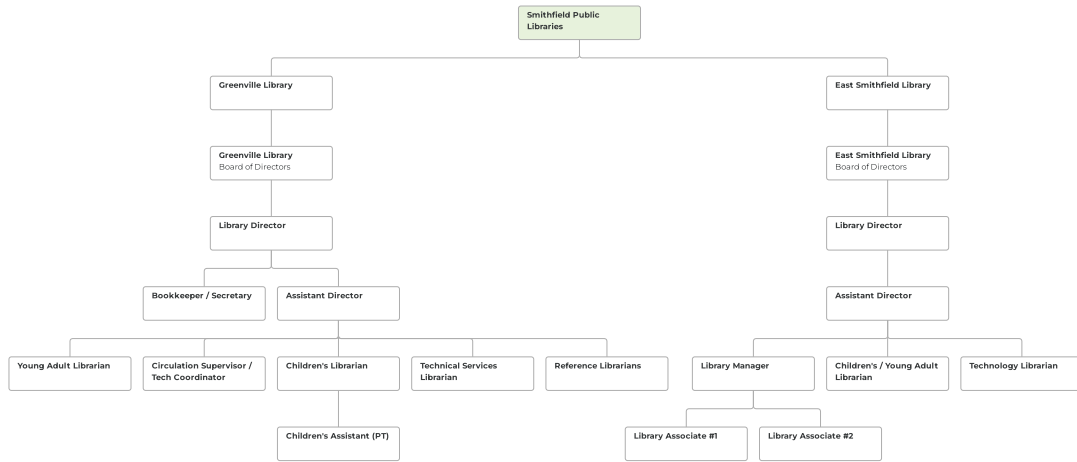 Smithfield Public
Libraries
Greenville Library
East Smithfield Library
Greenville Library
Board of Directors
East Smithfield Library
Board of Directors
Library Director
Library Director
Bookkeeper / Secretary
Assistant Director
Assistant Director
Young Adult Librarian
Circulation Supervisor /
Tech Coordinator
Children's Librarian
Technical Services
Librarian
Reference Librarians
Library Manager
Children's / Young Adult
Librarian
Technology Librarian
Children's Assistant (PT)
Library Associate #1
Library Associate #2